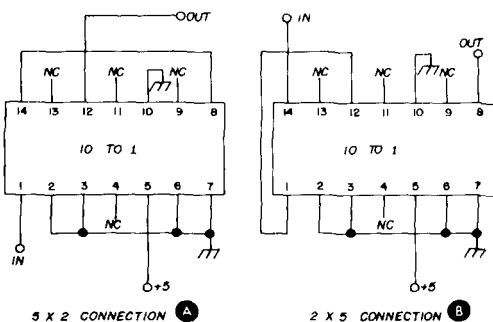 OUT
NC NC NC
14 13 12 11 10 9 8
10 TO 1
1 2 3 4 5 6 7
NC
IN
+5
5 X 2 CONNECTION A
IN
OUT
NC NC NC
14 13 12 11 10 9 8
10 TO 1
1 2 3 4 5 6 7
NC
+5
2 X 5 CONNECTION B